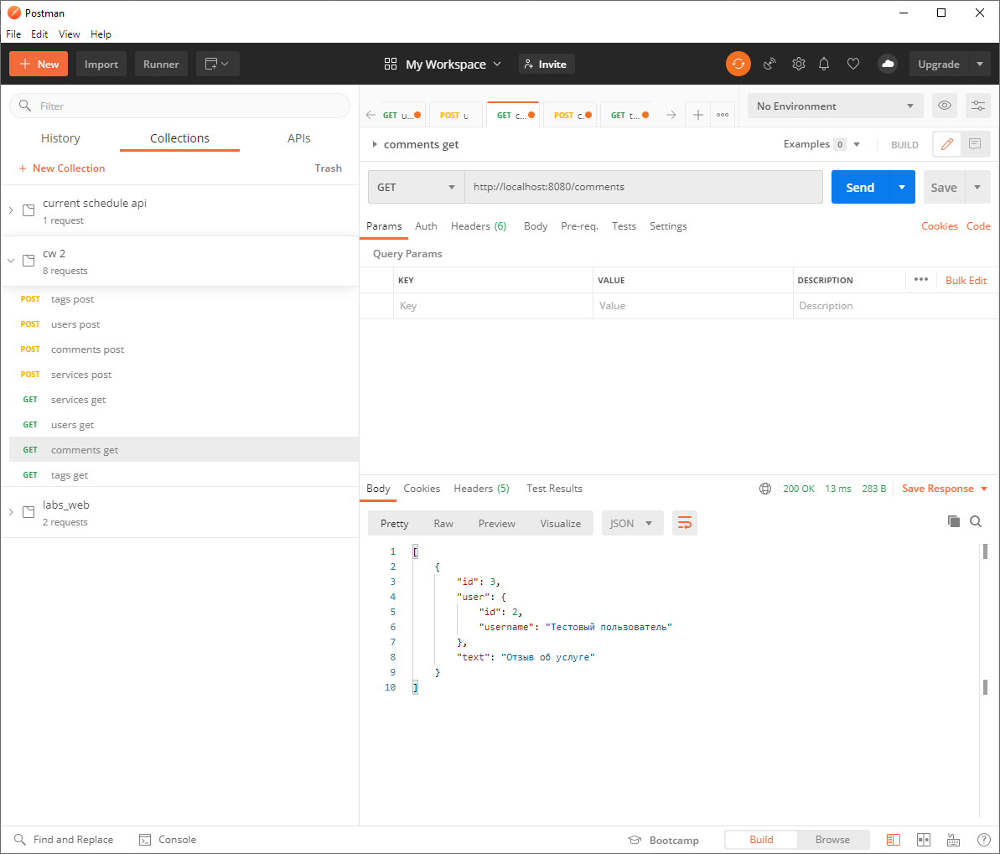 Postman
File Edit View Help
New Import Runner My Workspace Invite Upgrade
Filter
History Collections APIs
+ New Collection Trash
current schedule api
1 request
cw 2
8 requests
POST tags post
POST users post
POST comments post
POST services post
GET services get
GET users get
GET comments get
GET tags get
labs_web
2 requests
GET u... POST u GET c... POST c. GET t... No Environment
comments get Examples 0 BUILD
GET http://localhost:8080/comments Send Save
Params Auth Headers (6) Body Pre-req. Tests Settings Cookies Code
Query Params
KEY VALUE DESCRIPTION ••• Bulk Edit
Key Value Description
Body Cookies Headers (5) Test Results 200 OK 13 ms 283 B Save Response
Pretty Raw Preview Visualize JSON
1 [
2 {
3 "id": 3,
4 "user": {
5 "id": 2,
6 "username": "Тестовый пользователь"
7 },
8 "text": "Отзыв об услуге"
9 }
10 ]
Find and Replace Console Bootcamp Build Browse